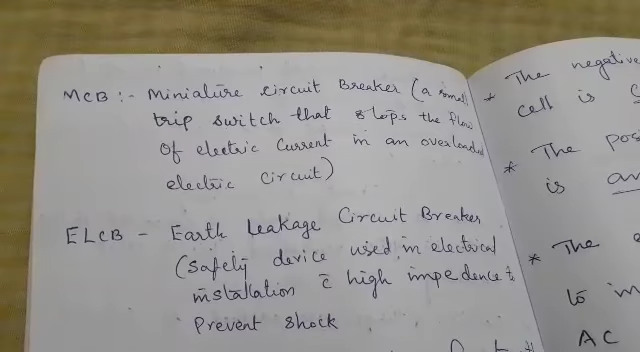 MCB :- Miniature circuit Breaker (a small
trip switch that stops the flow
of electric current in an overloaded
electric circuit)
ELCB - Earth Leakage Circuit Breaker
(Safety device used in electrical
installation c̄ high impedence to
Prevent shock
* The negative
cell is
* The pos
is an
* The
to
AC